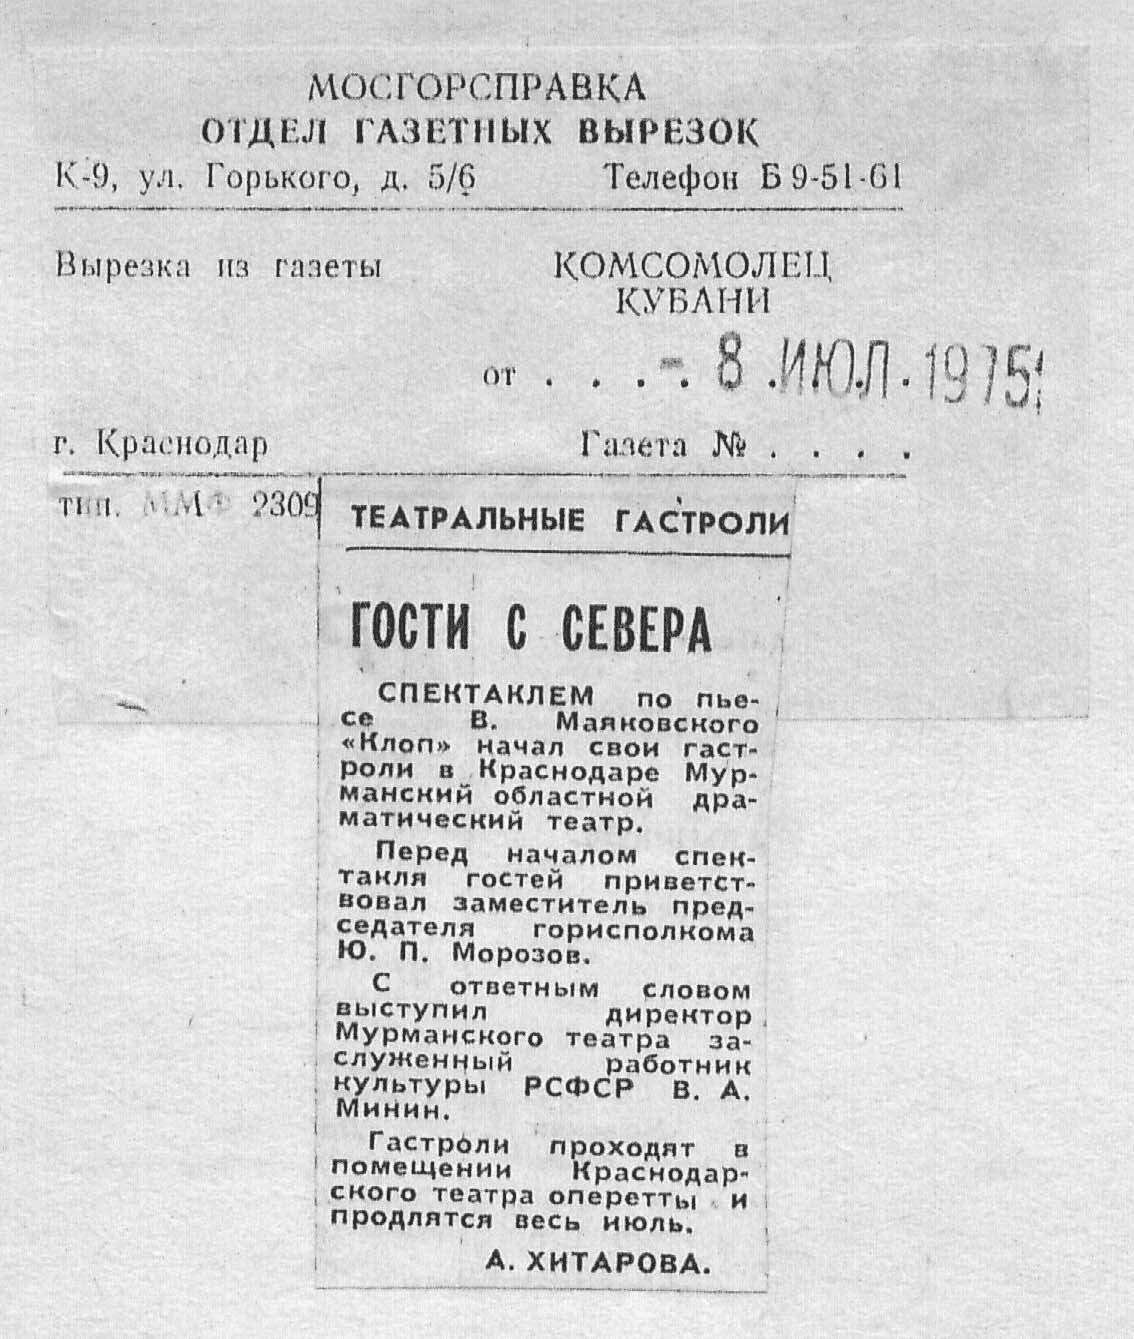 МОСГОРСПРАВКА
ОТДЕЛ ГАЗЕТНЫХ ВЫРЕЗОК
К-9, ул. Горького, д. 5/6 Телефон Б 9-51-61
Вырезка из газеты КОМСОМОЛЕЦ
КУБАНИ
от . . . -. 8 .ИЮЛ. 1975
г. Краснодар Газета № . . . .
тип. ММФ 2309
ТЕАТРАЛЬНЫЕ ГАСТРОЛИ
ГОСТИ С СЕВЕРА
СПЕКТАКЛЕМ по пье-
се В. Маяковского
«Клоп» начал свои гаст-
роли в Краснодаре Мур-
манский областной дра-
матический театр.
Перед началом спек-
такля гостей приветст-
вовал заместитель пред-
седателя горисполкома
Ю. П. Морозов.
С ответным словом
выступил директор
Мурманского театра за-
служенный работник
культуры РСФСР В. А.
Минин.
Гастроли проходят в
помещении Краснодар-
ского театра оперетты и
продлятся весь июль.
А. ХИТАРОВА.